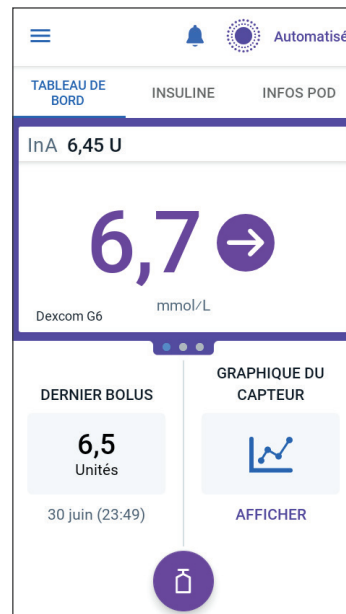 Automatisé
TABLEAU DE
BORD
INSULINE
INFOS POD
InA 6,45 U
6,7
mmol/L
Dexcom G6
DERNIER BOLUS
6,5
Unités
30 juin (23:49)
GRAPHIQUE DU
CAPTEUR
AFFICHER